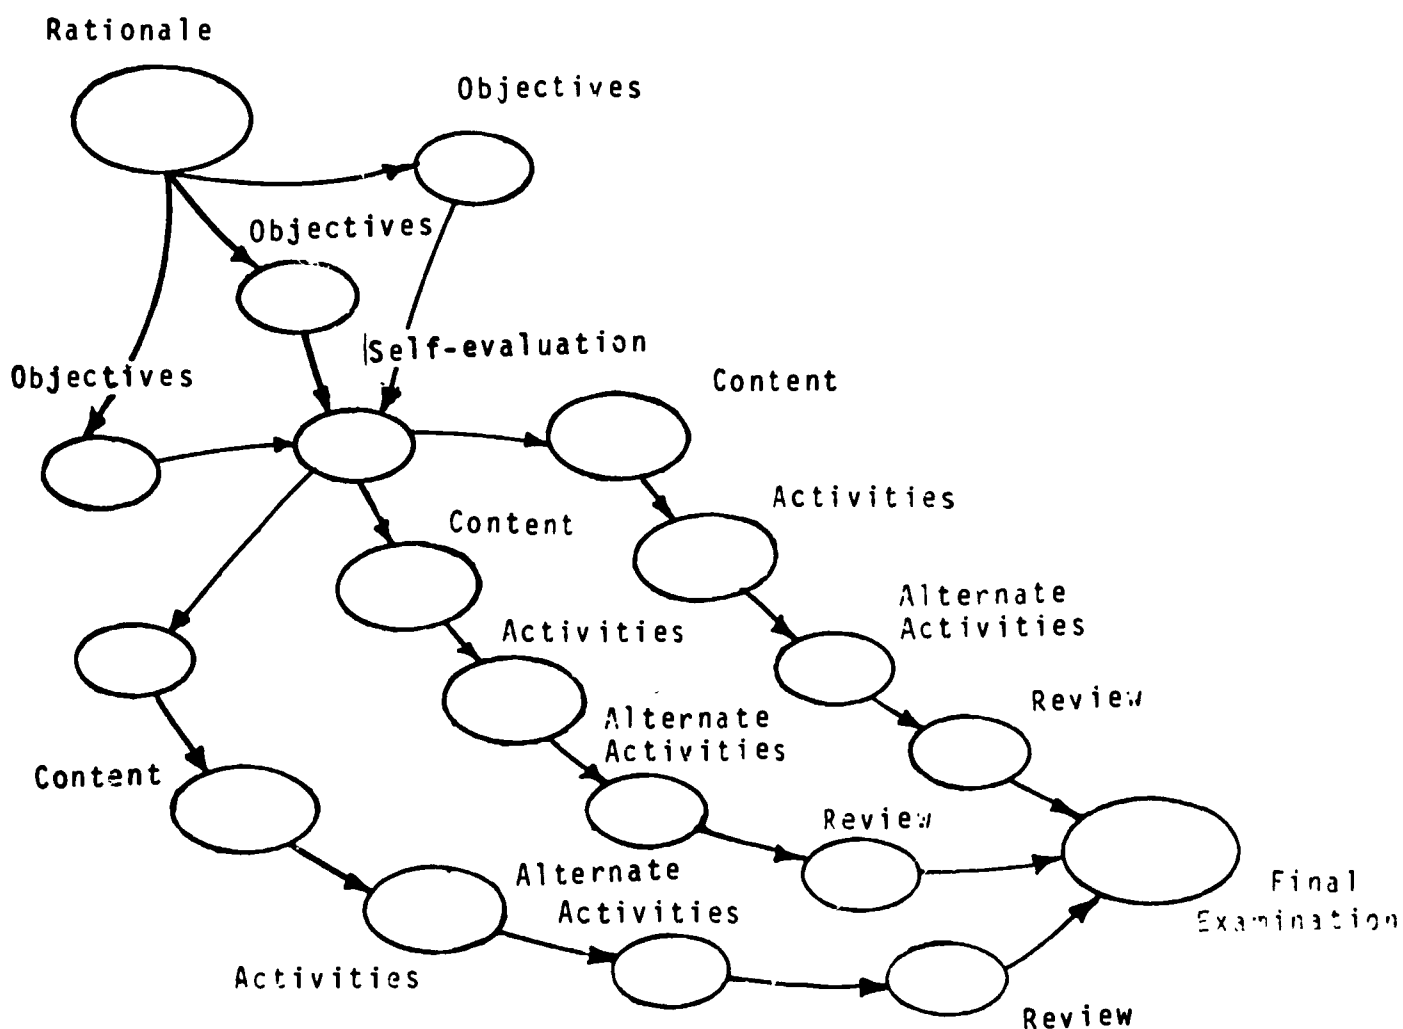 Rationale
Objectives
Objectives
Self-evaluation
Objectives
Content
Activities
Content
Alternate
Activities
Activities
Review
Alternate
Activities
Content
Review
Alternate
Activities
Final
Examination
Activities
Review